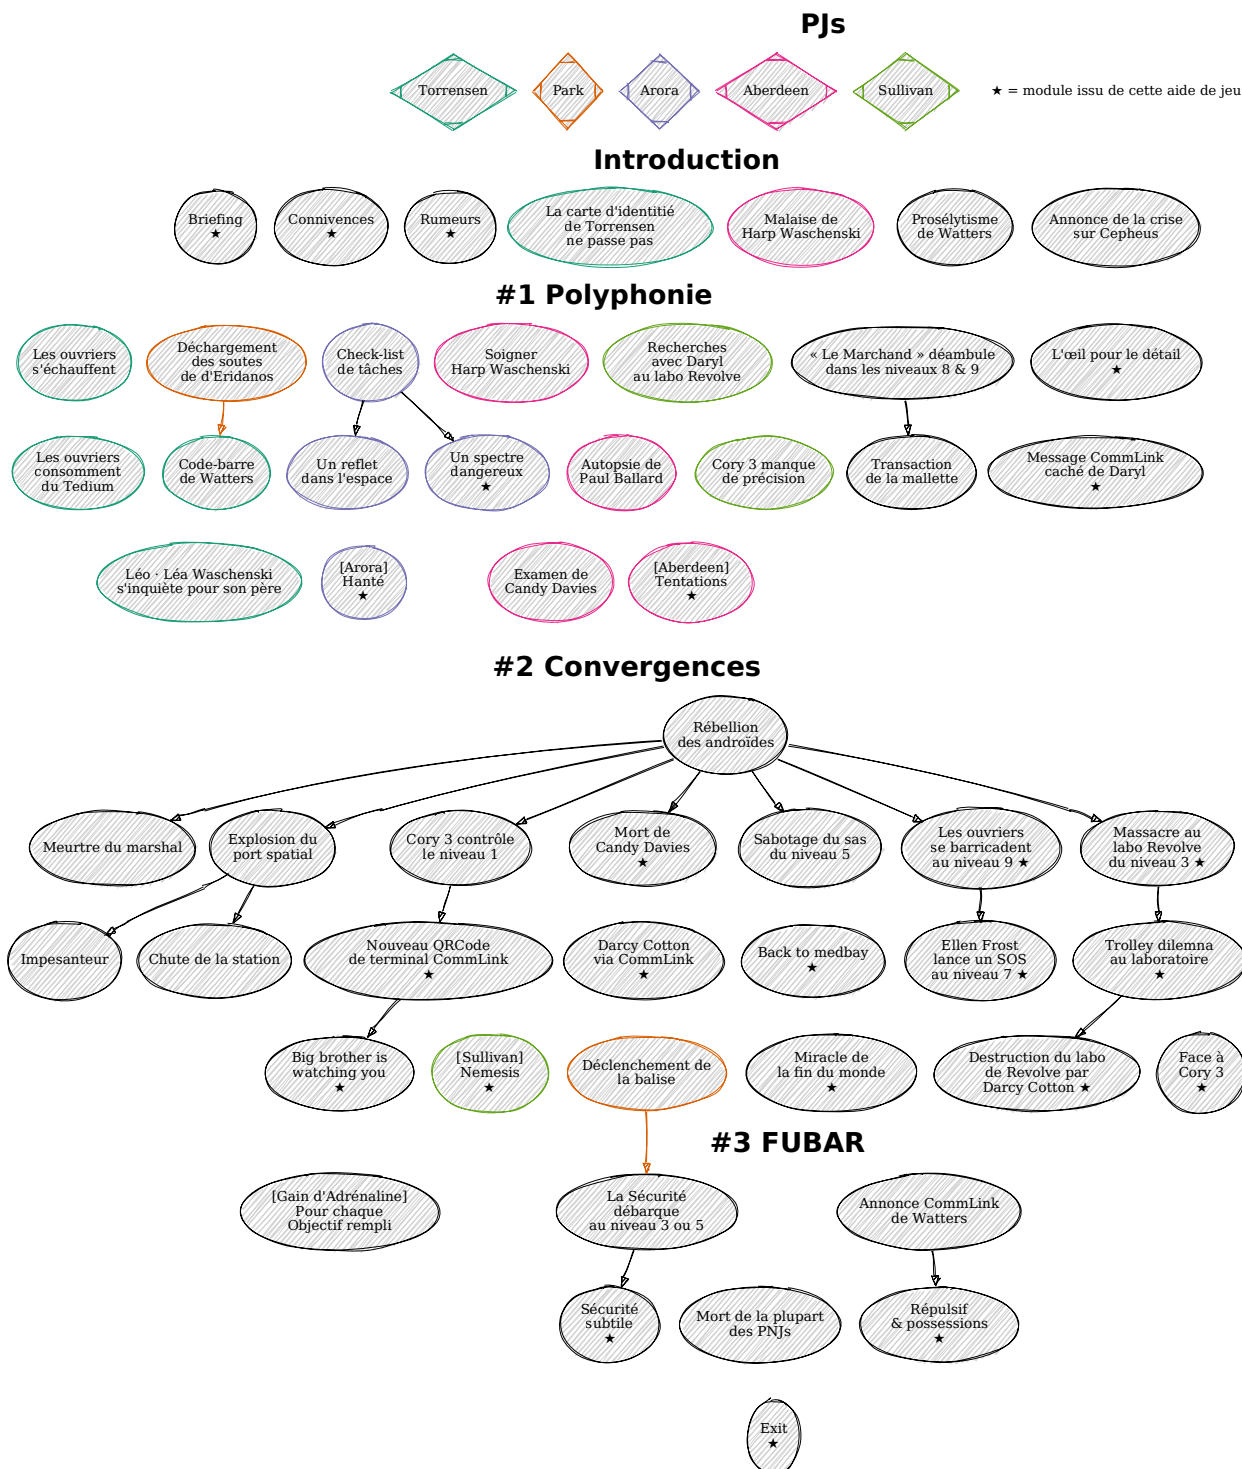 PJs
Torrensen
Park
Arora
Aberdeen
Sullivan
★ = module issu de cette aide de jeu
Introduction
Briefing
★
Connivences
★
Rumeurs
★
La carte d'identitié
de Torrensen
ne passe pas
Malaise de
Harp Waschenski
Prosélytisme
de Watters
Annonce de la crise
sur Cepheus
#1 Polyphonie
Les ouvriers
s'échauffent
Déchargement
des soutes
de d'Eridanos
Check-list
de tâches
Soigner
Harp Waschenski
Recherches
avec Daryl
au labo Revolve
« Le Marchand » déambule
dans les niveaux 8 & 9
L'œil pour le détail
★
Les ouvriers
consomment
du Tedium
Code-barre
de Watters
Un reflet
dans l'espace
Un spectre
dangereux
★
Autopsie de
Paul Ballard
Cory 3 manque
de précision
Transaction
de la mallette
Message CommLink
caché de Daryl
★
Léo · Léa Waschenski
s'inquiète pour son père
[Arora]
Hanté
★
Examen de
Candy Davies
[Aberdeen]
Tentations
★
#2 Convergences
Rébellion
des androïdes
Meurtre du marshal
Explosion du
port spatial
Cory 3 contrôle
le niveau 1
Mort de
Candy Davies
★
Sabotage du sas
du niveau 5
Les ouvriers
se barricadent
au niveau 9 ★
Massacre au
labo Revolve
du niveau 3 ★
Impesanteur
Chute de la station
Nouveau QRCode
de terminal CommLink
★
Darcy Cotton
via CommLink
★
Back to medbay
★
Ellen Frost
lance un SOS
au niveau 7 ★
Trolley dilemna
au laboratoire
★
Big brother is
watching you
★
[Sullivan]
Nemesis
★
Déclenchement de
la balise
Miracle de
la fin du monde
★
Destruction du labo
de Revolve par
Darcy Cotton ★
Face à
Cory 3
★
#3 FUBAR
[Gain d'Adrénaline]
Pour chaque
Objectif rempli
La Sécurité
débarque
au niveau 3 ou 5
Annonce CommLink
de Watters
Sécurité
subtile
★
Mort de la plupart
des PNJs
Répulsif
& possessions
★
Exit
★